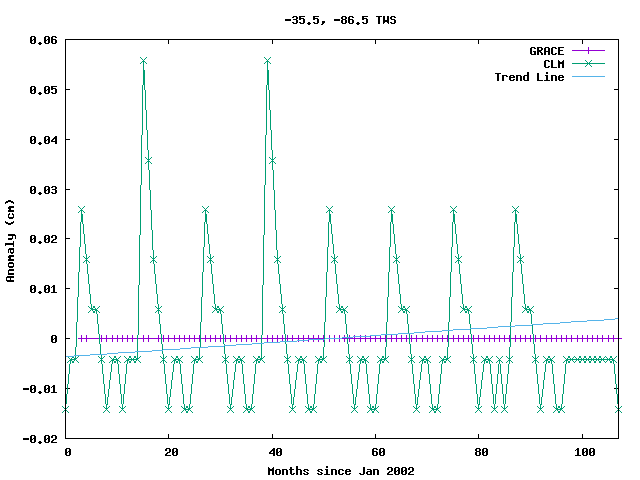 -35.5, -86.5 TWS
GRACE
CLM
Trend Line
0.06
0.05
0.04
0.03
0.02
0.01
0
-0.01
-0.02
Anomaly (cm)
0 20 40 60 80 100
Months since Jan 2002